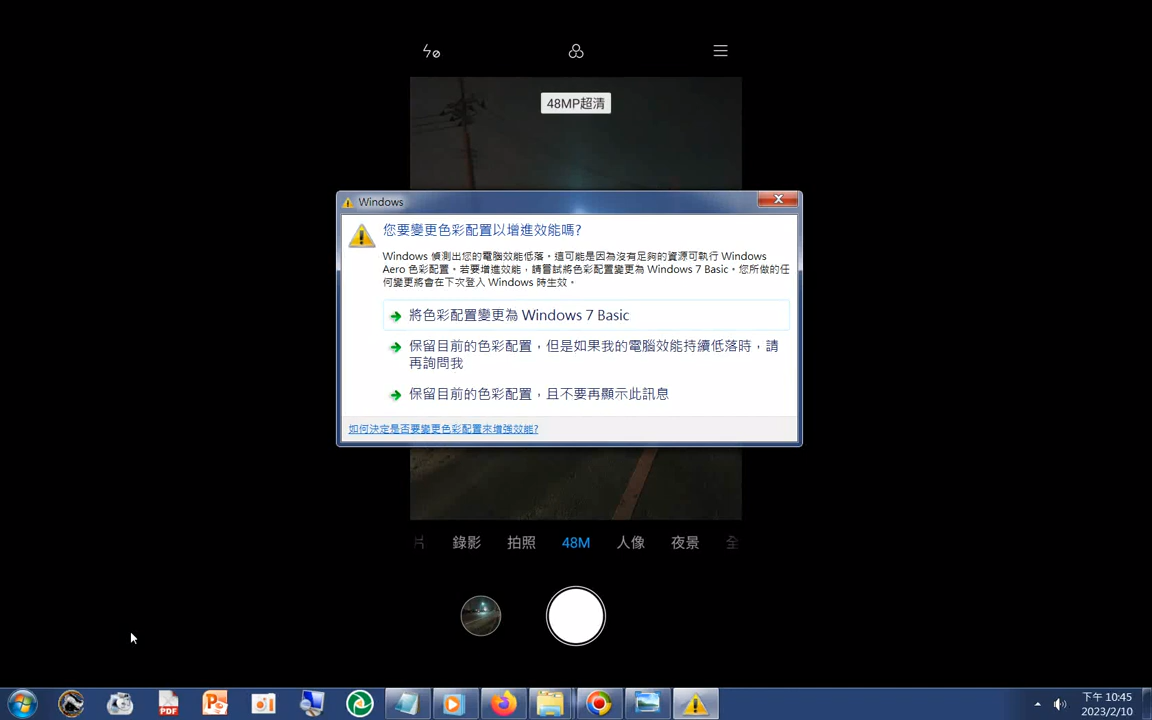 48MP超清
Windows
您要變更色彩配置以增進效能嗎?
Windows 偵測出您的電腦效能低落。這可能是因為沒有足夠的資源可執行 Windows
Aero 色彩配置。若要增進效能，請嘗試將色彩配置變更為 Windows 7 Basic。您所做的任
何變更將會在下次登入 Windows 時生效。
將色彩配置變更為 Windows 7 Basic
保留目前的色彩配置，但是如果我的電腦效能持續低落時，請
再詢問我
保留目前的色彩配置，且不要再顯示此訊息
如何決定是否要變更色彩配置來增強效能?
錄影 拍照 48M 人像 夜景 全
PDF
下午 10:45
2023/2/10